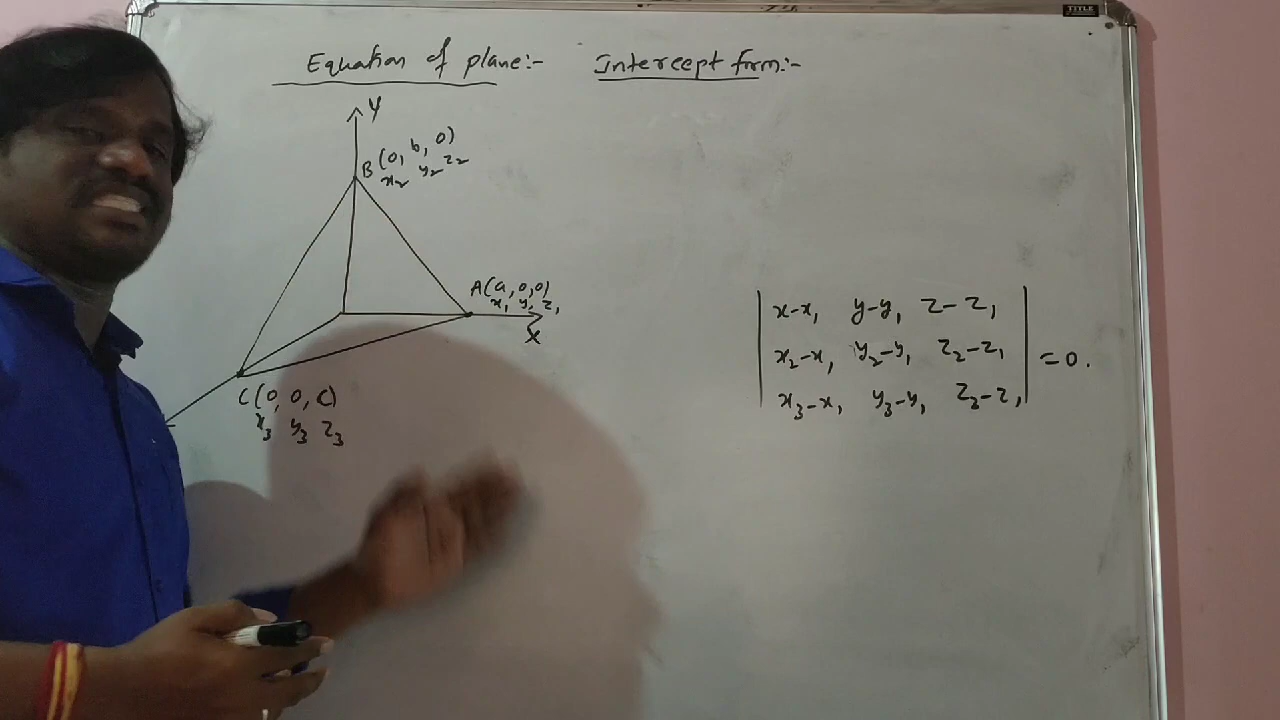 Equation of plane:- Intercept form:-
Y
B(0, b, 0)
x₂ y₂ z₂
A(a, 0, 0)
x₁ y₁ z₁
X
C(0, 0, C)
x₃ y₃ z₃
| x-x₁ y-y₁ z-z₁ |
| x₂-x₁ y₂-y₁ z₂-z₁ | =0.
| x₃-x₁ y₃-y₁ z₃-z₁ |
TITLE